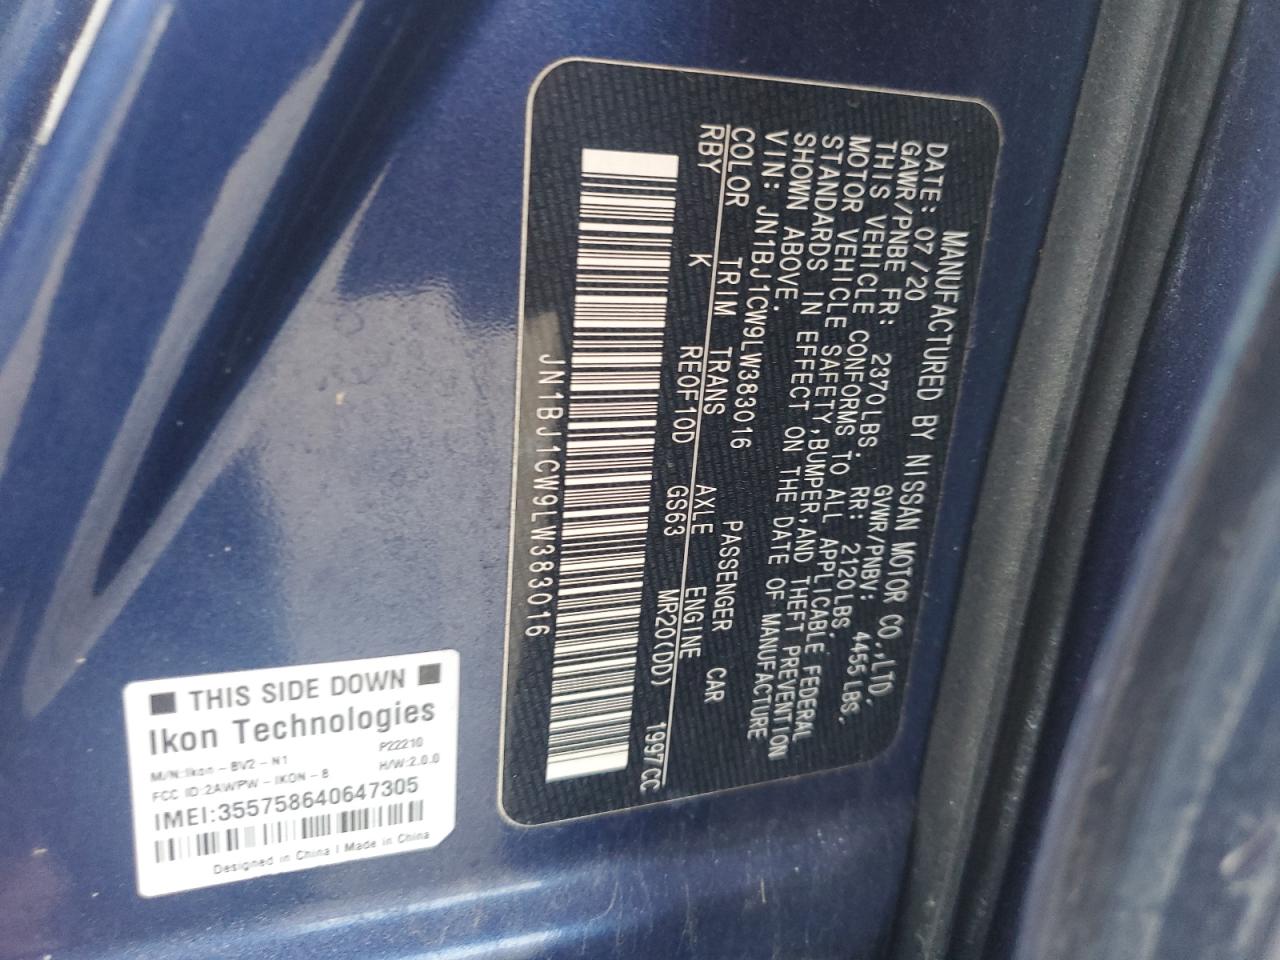 MANUFACTURED BY NISSAN MOTOR CO.,LTD.
DATE: 07/20 GVWR/PNBV: 4455 LBS.
GAWR/PNBE FR: 2370LBS. RR: 2120LBS.
THIS VEHICLE CONFORMS TO ALL APPLICABLE FEDERAL
MOTOR VEHICLE SAFETY,BUMPER,AND THEFT PREVENTION
STANDARDS IN EFFECT ON THE DATE OF MANUFACTURE
SHOWN ABOVE.
VIN: JN1BJ1CW9LW383016 PASSENGER CAR
COLOR TRIM TRANS AXLE ENGINE
RBY K RE0F10D GS63 MR20(DD) 1997CC
JN1BJ1CW9LW383016
THIS SIDE DOWN
Ikon Technologies
M/N:Ikon-BV2-N1 P22210
FCC ID:2AWPW-IKON-B H/W:2.0.0
IMEI:355758640647305
Designed in China | Made in China